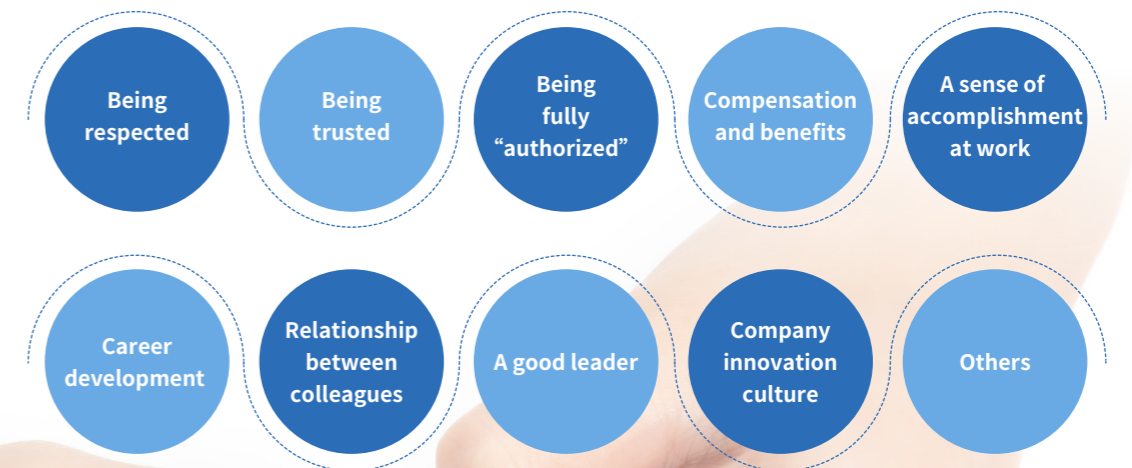 Being
respected
Being
trusted
Being
fully
“authorized”
Compensation
and benefits
A sense of
accomplishment
at work
Career
development
Relationship
between
colleagues
A good leader
Company
innovation
culture
Others